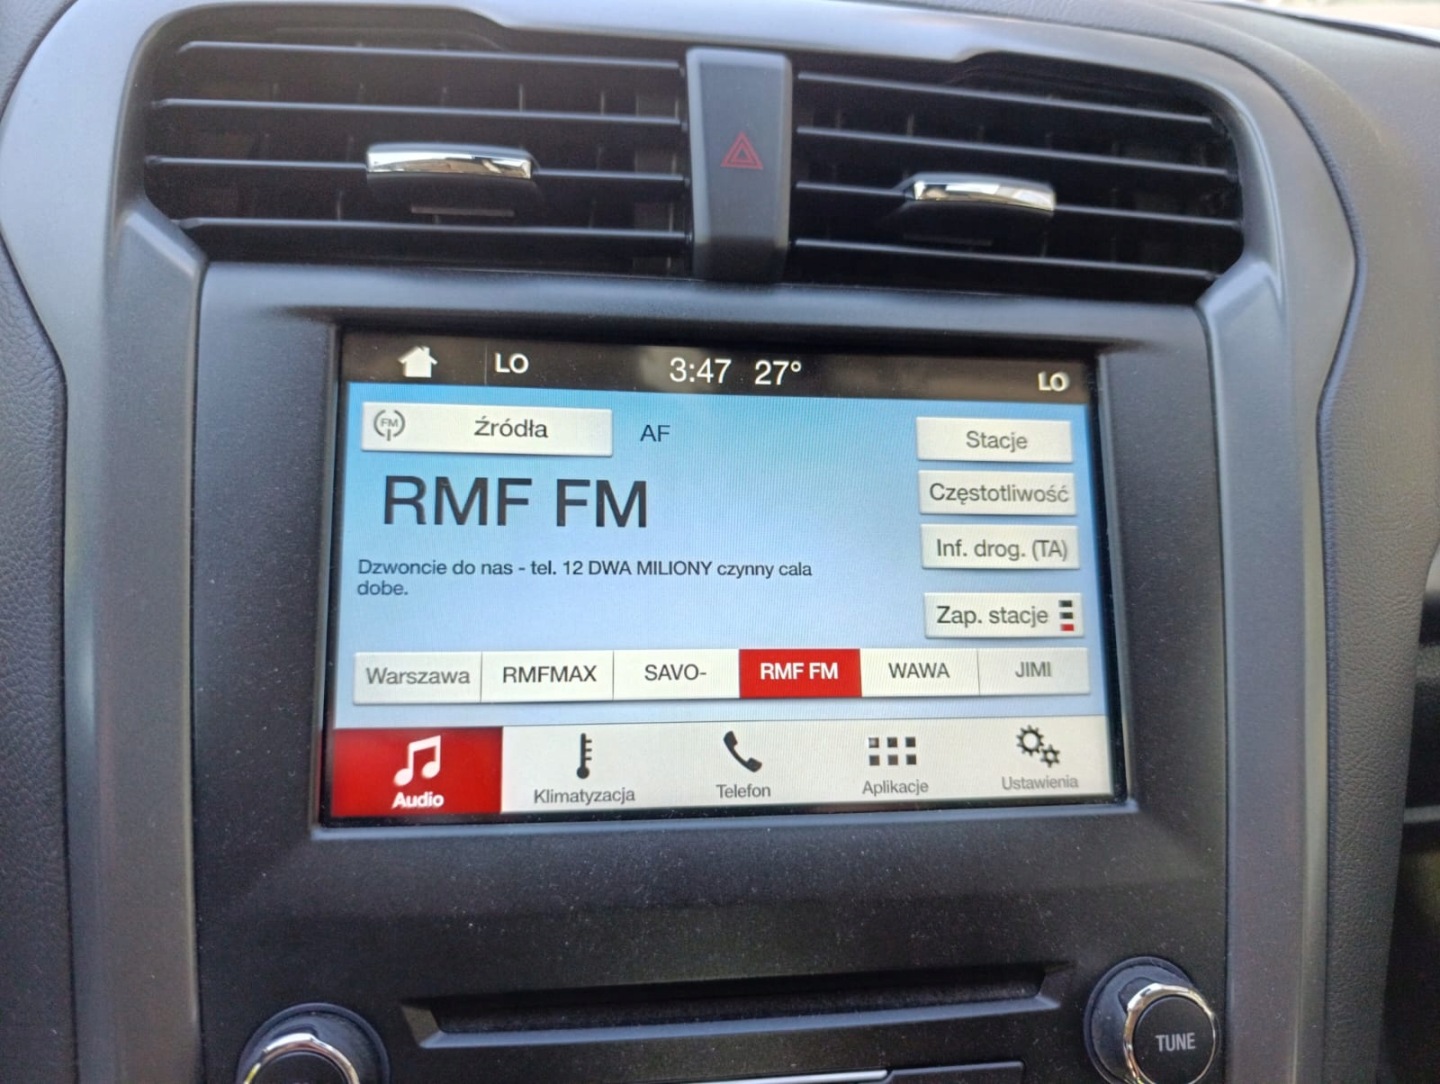 LO 3:47 27° LO
FM Źródła AF Stacje
RMF FM
Częstotliwość
Inf. drog. (TA)
Dzwoncie do nas - tel. 12 DWA MILIONY czynny cala
dobe.
Zap. stacje
Warszawa RMFMAX SAVO- RMF FM WAWA JIMI
Audio Klimatyzacja Telefon Aplikacje Ustawienia
TUNE